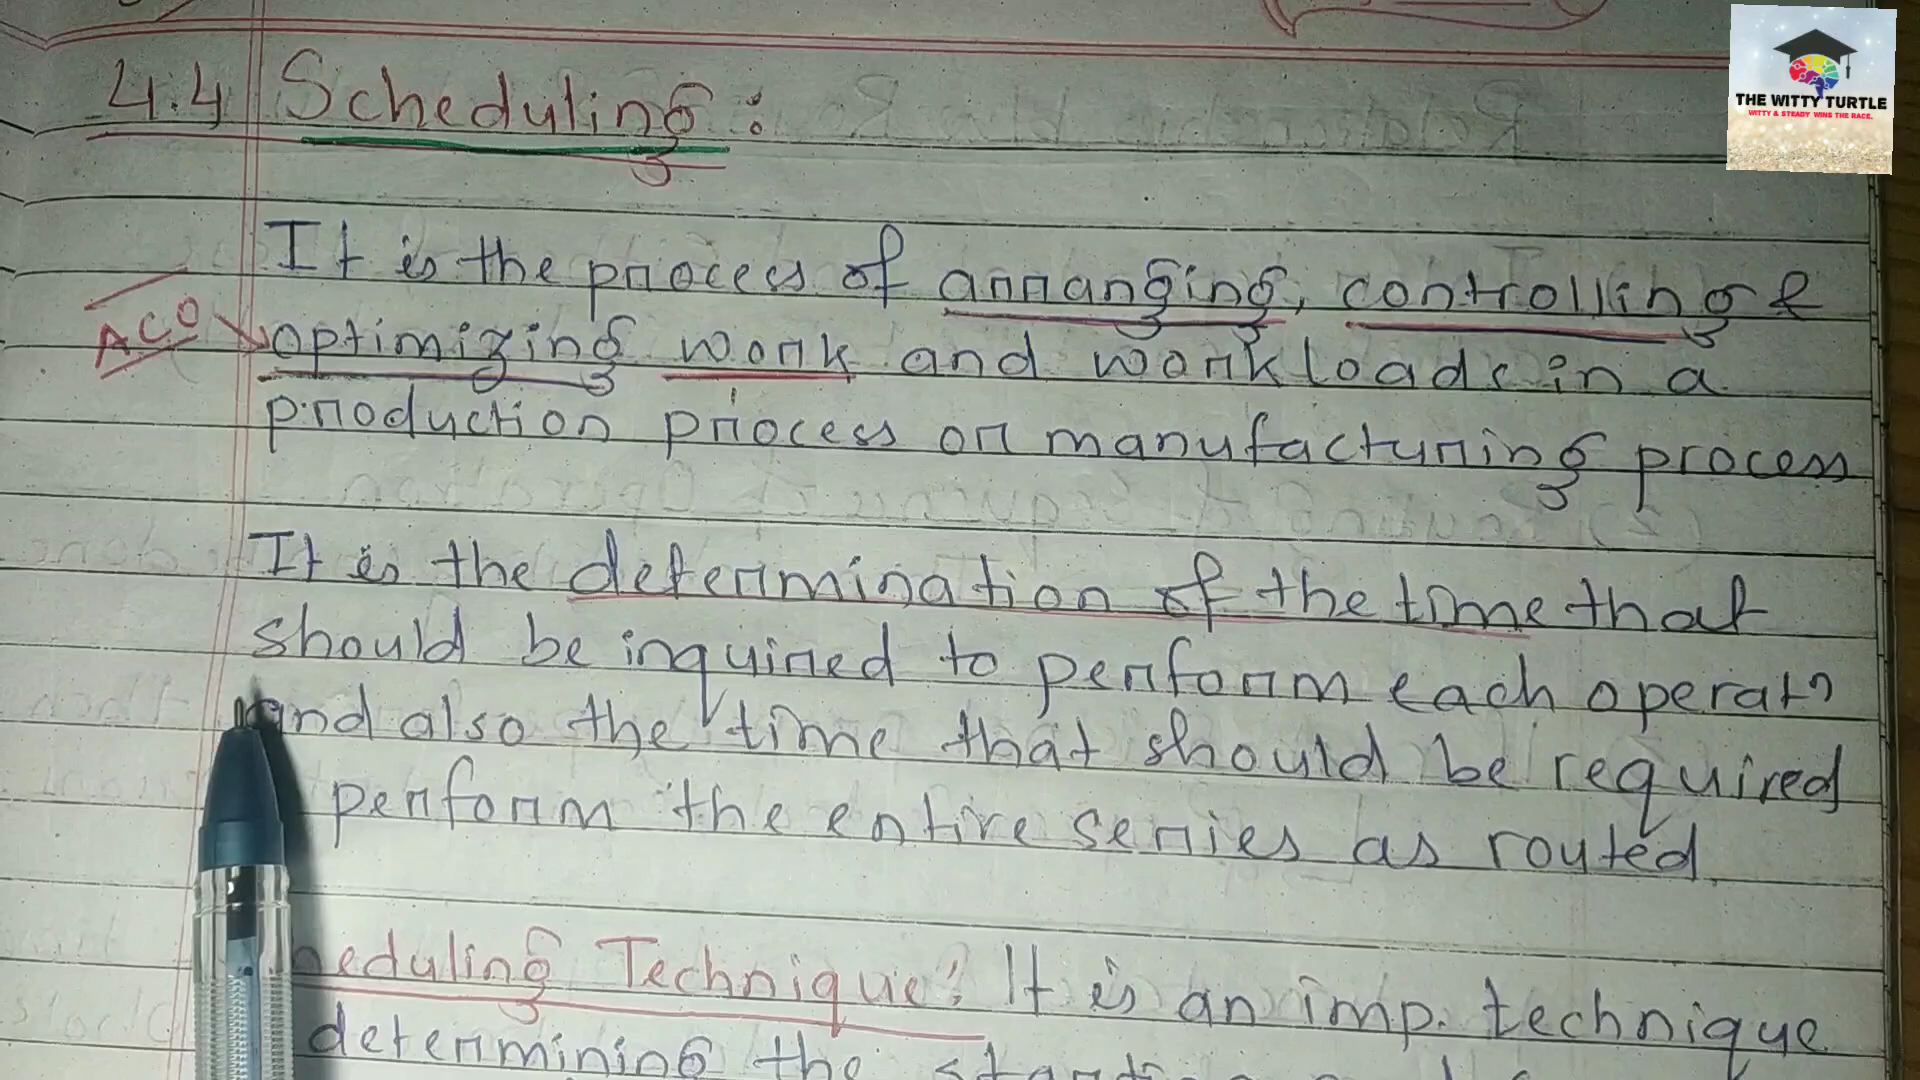 4.4 Scheduling :
THE WITTY TURTLE
WITTY & STEADY WINS THE RACE.
It is the process of arranging, controlling &
ACO
optimizing work and workloads in a
production process or manufacturing process
It is the determination of the time that
should be inquired to perform each operatn
and also the time that should be required
perform the entire series as routed
heduling Technique: It is an imp. technique
determining the